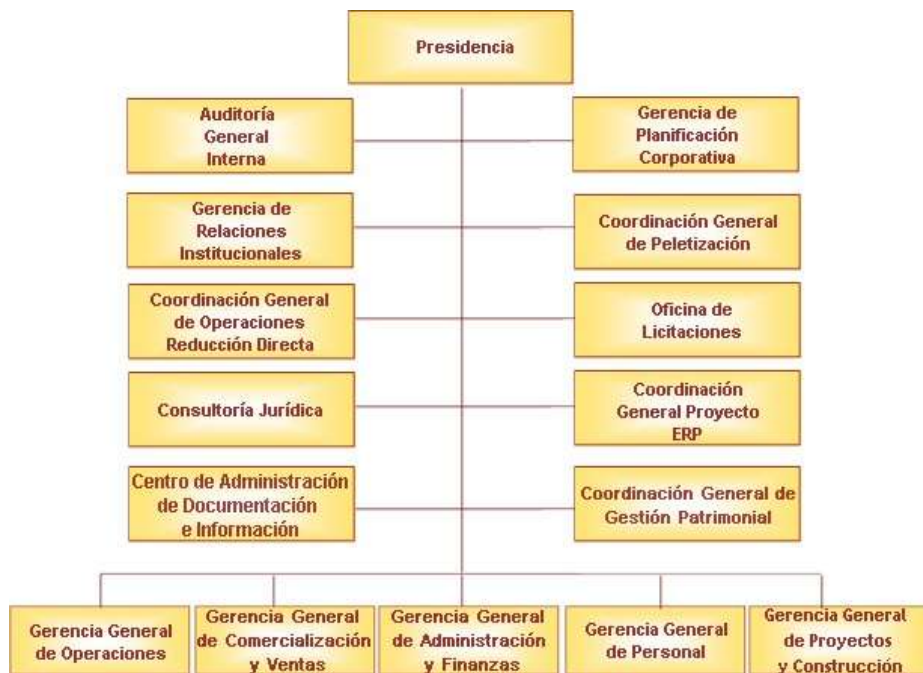 Presidencia
Auditoría
General
Interna
Gerencia de
Planificación
Corporativa
Gerencia de
Relaciones
Institucionales
Coordinación General
de Peletización
Coordinación General
de Operaciones
Reducción Directa
Oficina de
Licitaciones
Consultoría Jurídica
Coordinación
General Proyecto
ERP
Centro de Administración
de Documentación
e Información
Coordinación General de
Gestión Patrimonial
Gerencia General
de Operaciones
Gerencia General
de Comercialización
y Ventas
Gerencia General
de Administración
y Finanzas
Gerencia General
de Personal
Gerencia General
de Proyectos
y Construcción